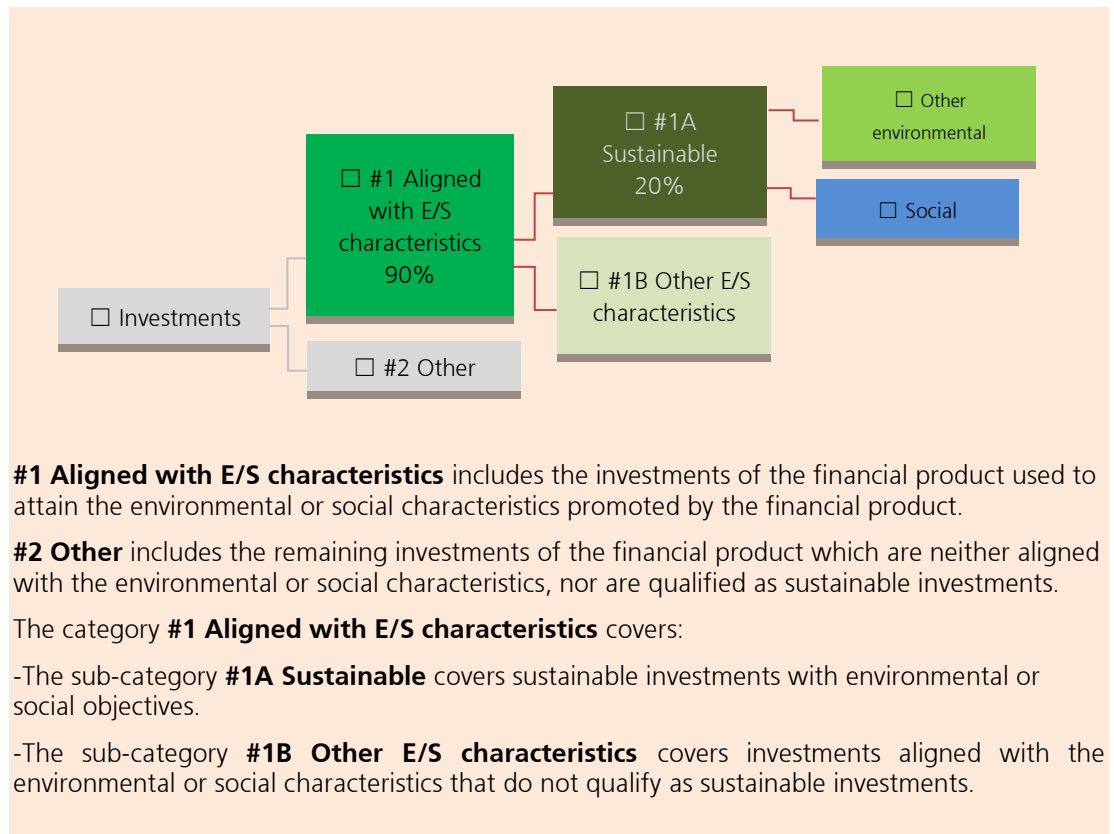 ☐ Other
environmental
☐ #1A
Sustainable
20%
☐ #1 Aligned
with E/S
characteristics
90%
☐ Social
☐ #1B Other E/S
characteristics
☐ Investments
☐ #2 Other
#1 Aligned with E/S characteristics includes the investments of the financial product used to
attain the environmental or social characteristics promoted by the financial product.
#2 Other includes the remaining investments of the financial product which are neither aligned
with the environmental or social characteristics, nor are qualified as sustainable investments.
The category #1 Aligned with E/S characteristics covers:
-The sub-category #1A Sustainable covers sustainable investments with environmental or
social objectives.
-The sub-category #1B Other E/S characteristics covers investments aligned with the
environmental or social characteristics that do not qualify as sustainable investments.